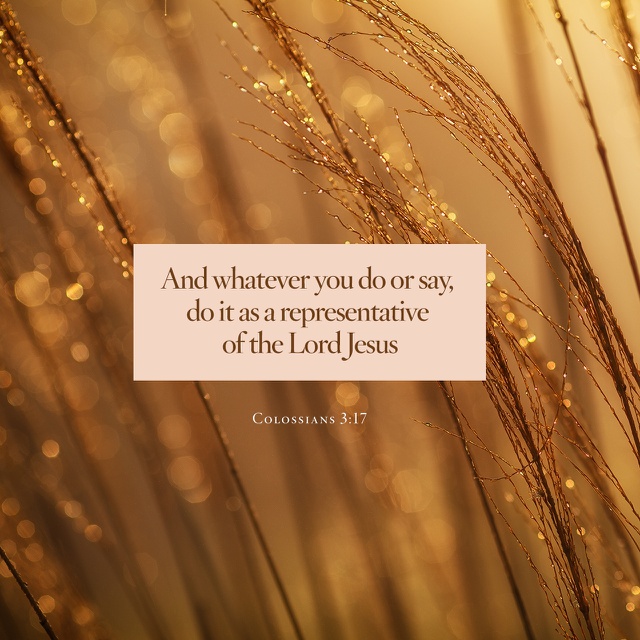 And whatever you do or say,
do it as a representative
of the Lord Jesus
Colossians 3:17